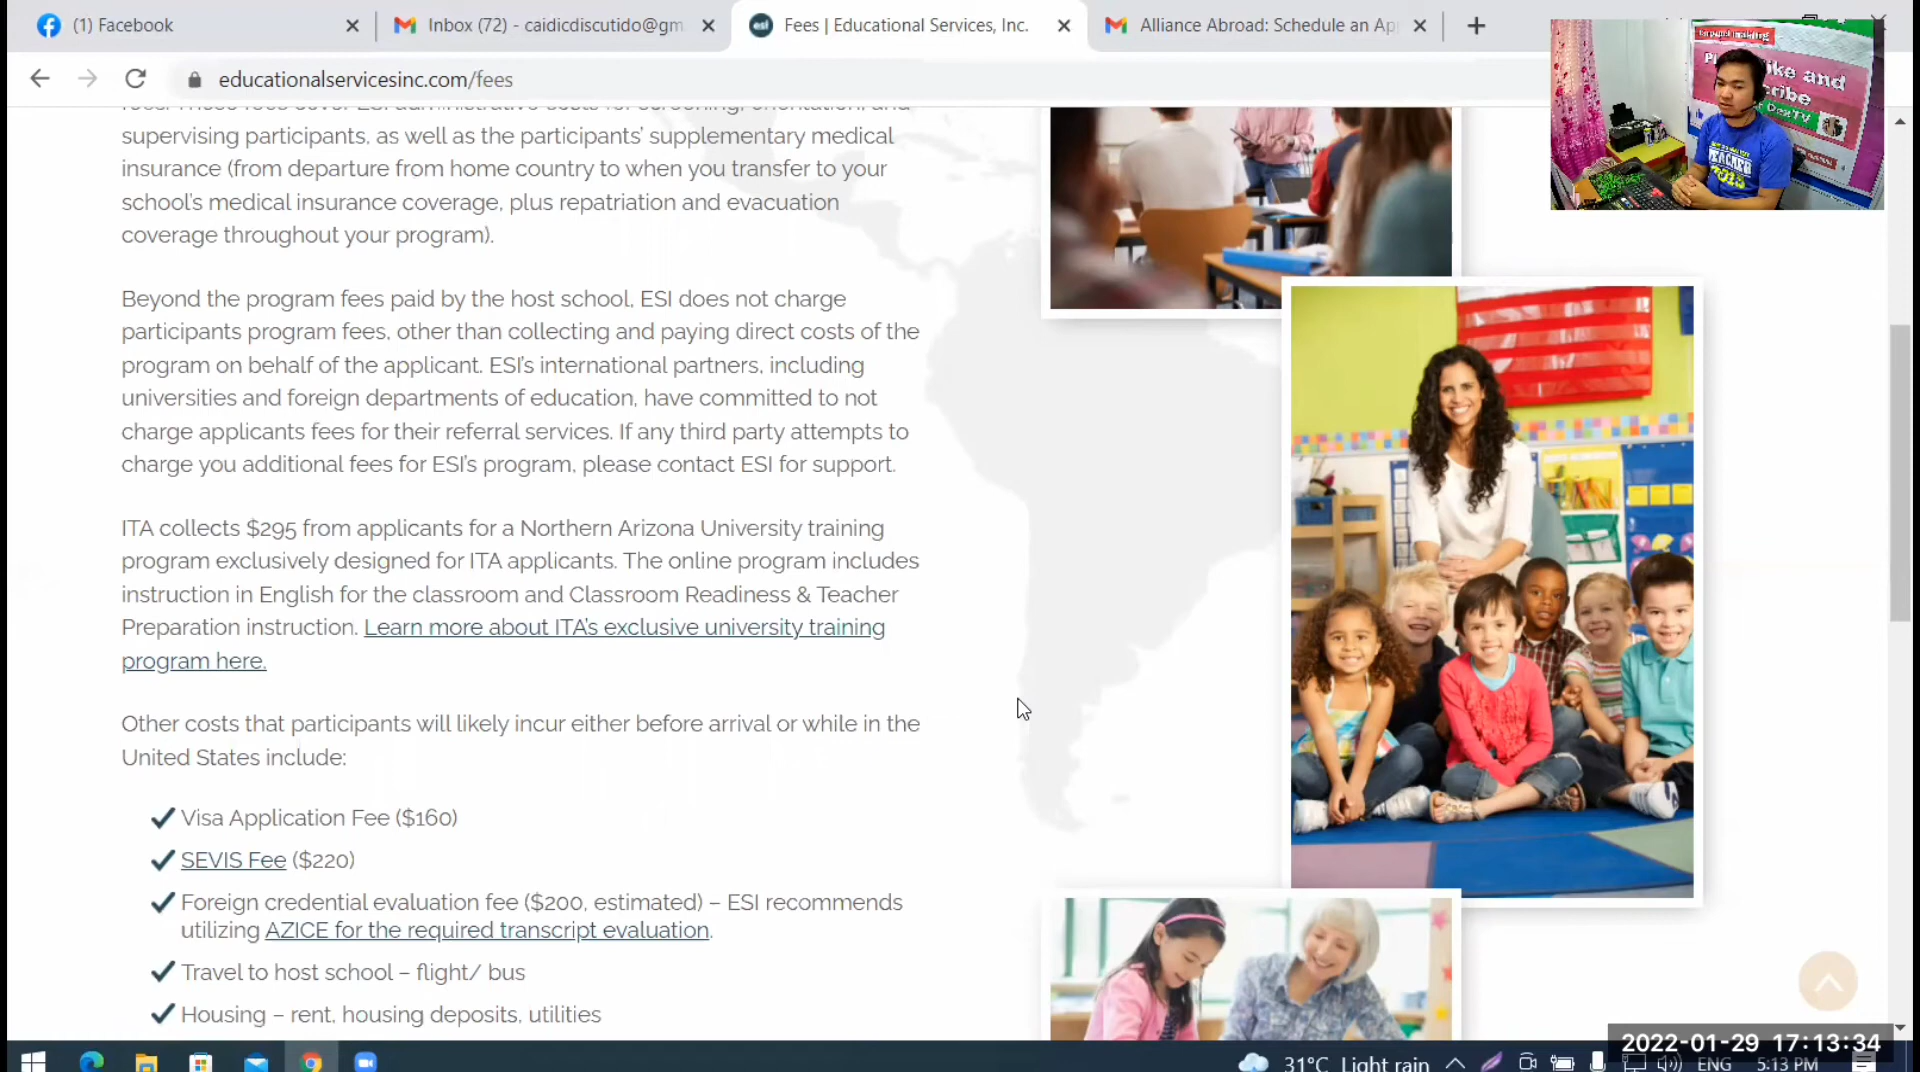 (1) Facebook
Inbox (72) - caidicdiscutido@gm
Fees | Educational Services, Inc.
Alliance Abroad: Schedule an Ap
educationalservicesinc.com/fees
supervising participants, as well as the participants' supplementary medical
insurance (from departure from home country to when you transfer to your
school's medical insurance coverage, plus repatriation and evacuation
coverage throughout your program).
Beyond the program fees paid by the host school, ESI does not charge
participants program fees, other than collecting and paying direct costs of the
program on behalf of the applicant. ESI's international partners, including
universities and foreign departments of education, have committed to not
charge applicants fees for their referral services. If any third party attempts to
charge you additional fees for ESI's program, please contact ESI for support.
ITA collects $295 from applicants for a Northern Arizona University training
program exclusively designed for ITA applicants. The online program includes
instruction in English for the classroom and Classroom Readiness & Teacher
Preparation instruction. Learn more about ITA's exclusive university training
program here.
Other costs that participants will likely incur either before arrival or while in the
United States include:
Visa Application Fee ($160)
SEVIS Fee ($220)
Foreign credential evaluation fee ($200, estimated) – ESI recommends
utilizing AZICE for the required transcript evaluation.
Travel to host school – flight/ bus
Housing – rent, housing deposits, utilities
like and
TEACHER
2022-01-29 17:13:34
31°C Light rain
ENG
5:13 PM